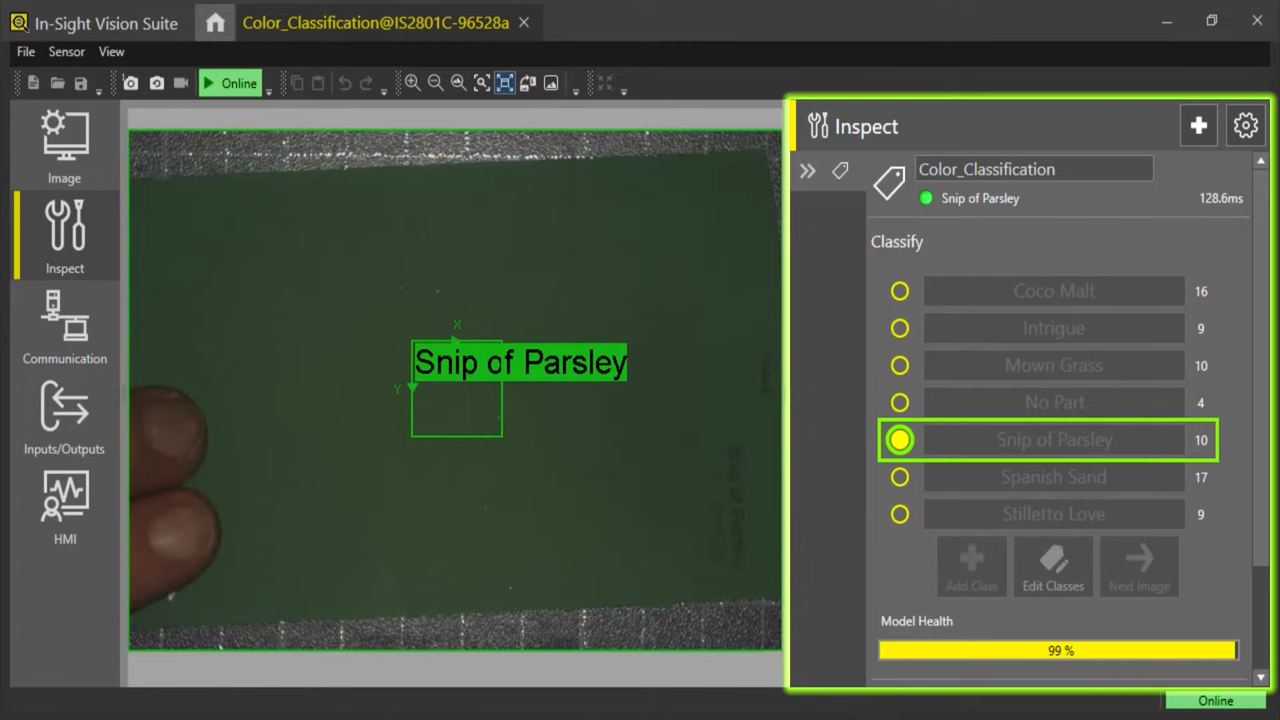 In-Sight Vision Suite
Color_Classification@IS2801C-96528a
File Sensor View
Online
Image
Inspect
Communication
Inputs/Outputs
HMI
X
Y
Snip of Parsley
Inspect
Color_Classification
Snip of Parsley 128.6ms
Classify
Coco Malt 16
Intrigue 9
Mown Grass 10
No Part 4
Snip of Parsley 10
Spanish Sand 17
Stilletto Love 9
Add Class Edit Classes Next Image
Model Health
99 %
Online